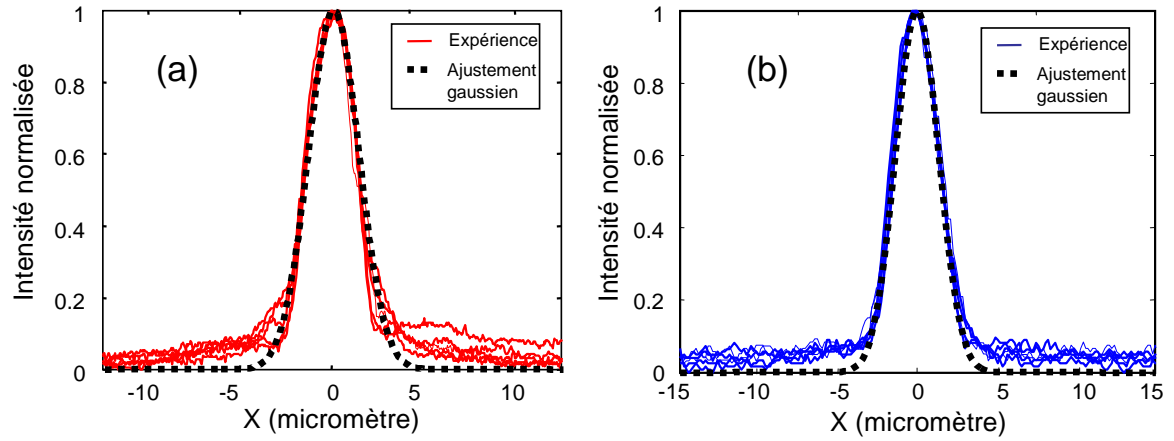 (a)
Expérience
Ajustement
gaussien
Intensité normalisée
1
0.8
0.6
0.4
0.2
0
-10
-5
0
5
10
X (micromètre)
(b)
Expérience
Ajustement
gaussien
Intensité normalisée
1
0.8
0.6
0.4
0.2
0
-15
-10
-5
0
5
10
15
X (micromètre)